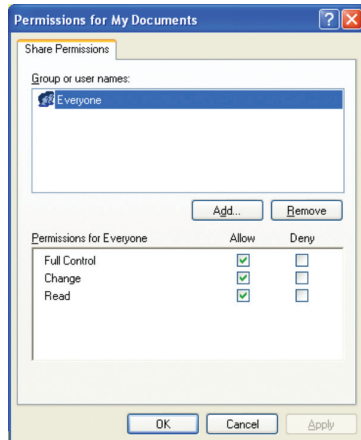 Permissions for My Documents
Share Permissions
Group or user names:
Everyone
Add... Remove
Permissions for Everyone Allow Deny
Full Control
Change
Read
OK Cancel Apply